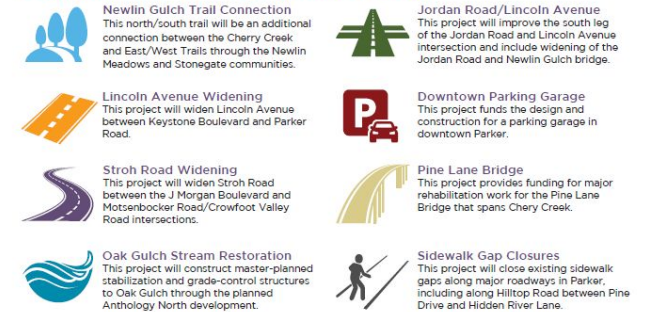 Newlin Gulch Trail Connection
This north/south trail will be an additional
connection between the Cherry Creek
and East/West Trails through the Newlin
Meadows and Stonegate communities.
Jordan Road/Lincoln Avenue
This project will improve the south leg
of the Jordan Road and Lincoln Avenue
intersection and include widening of the
Jordan Road and Newlin Gulch bridge.
Lincoln Avenue Widening
This project will widen Lincoln Avenue
between Keystone Boulevard and Parker
Road.
P
Downtown Parking Garage
This project funds the design and
construction for a parking garage in
downtown Parker.
Stroh Road Widening
This project will widen Stroh Road
between the J Morgan Boulevard and
Motsenbocker Road/Crowfoot Valley
Road intersections.
Pine Lane Bridge
This project provides funding for major
rehabilitation work for the Pine Lane
Bridge that spans Chery Creek.
Oak Gulch Stream Restoration
This project will construct master-planned
stabilization and grade-control structures
to Oak Gulch through the planned
Anthology North development.
Sidewalk Gap Closures
This project will close existing sidewalk
gaps along major roadways in Parker,
including along Hilltop Road between Pine
Drive and Hidden River Lane.